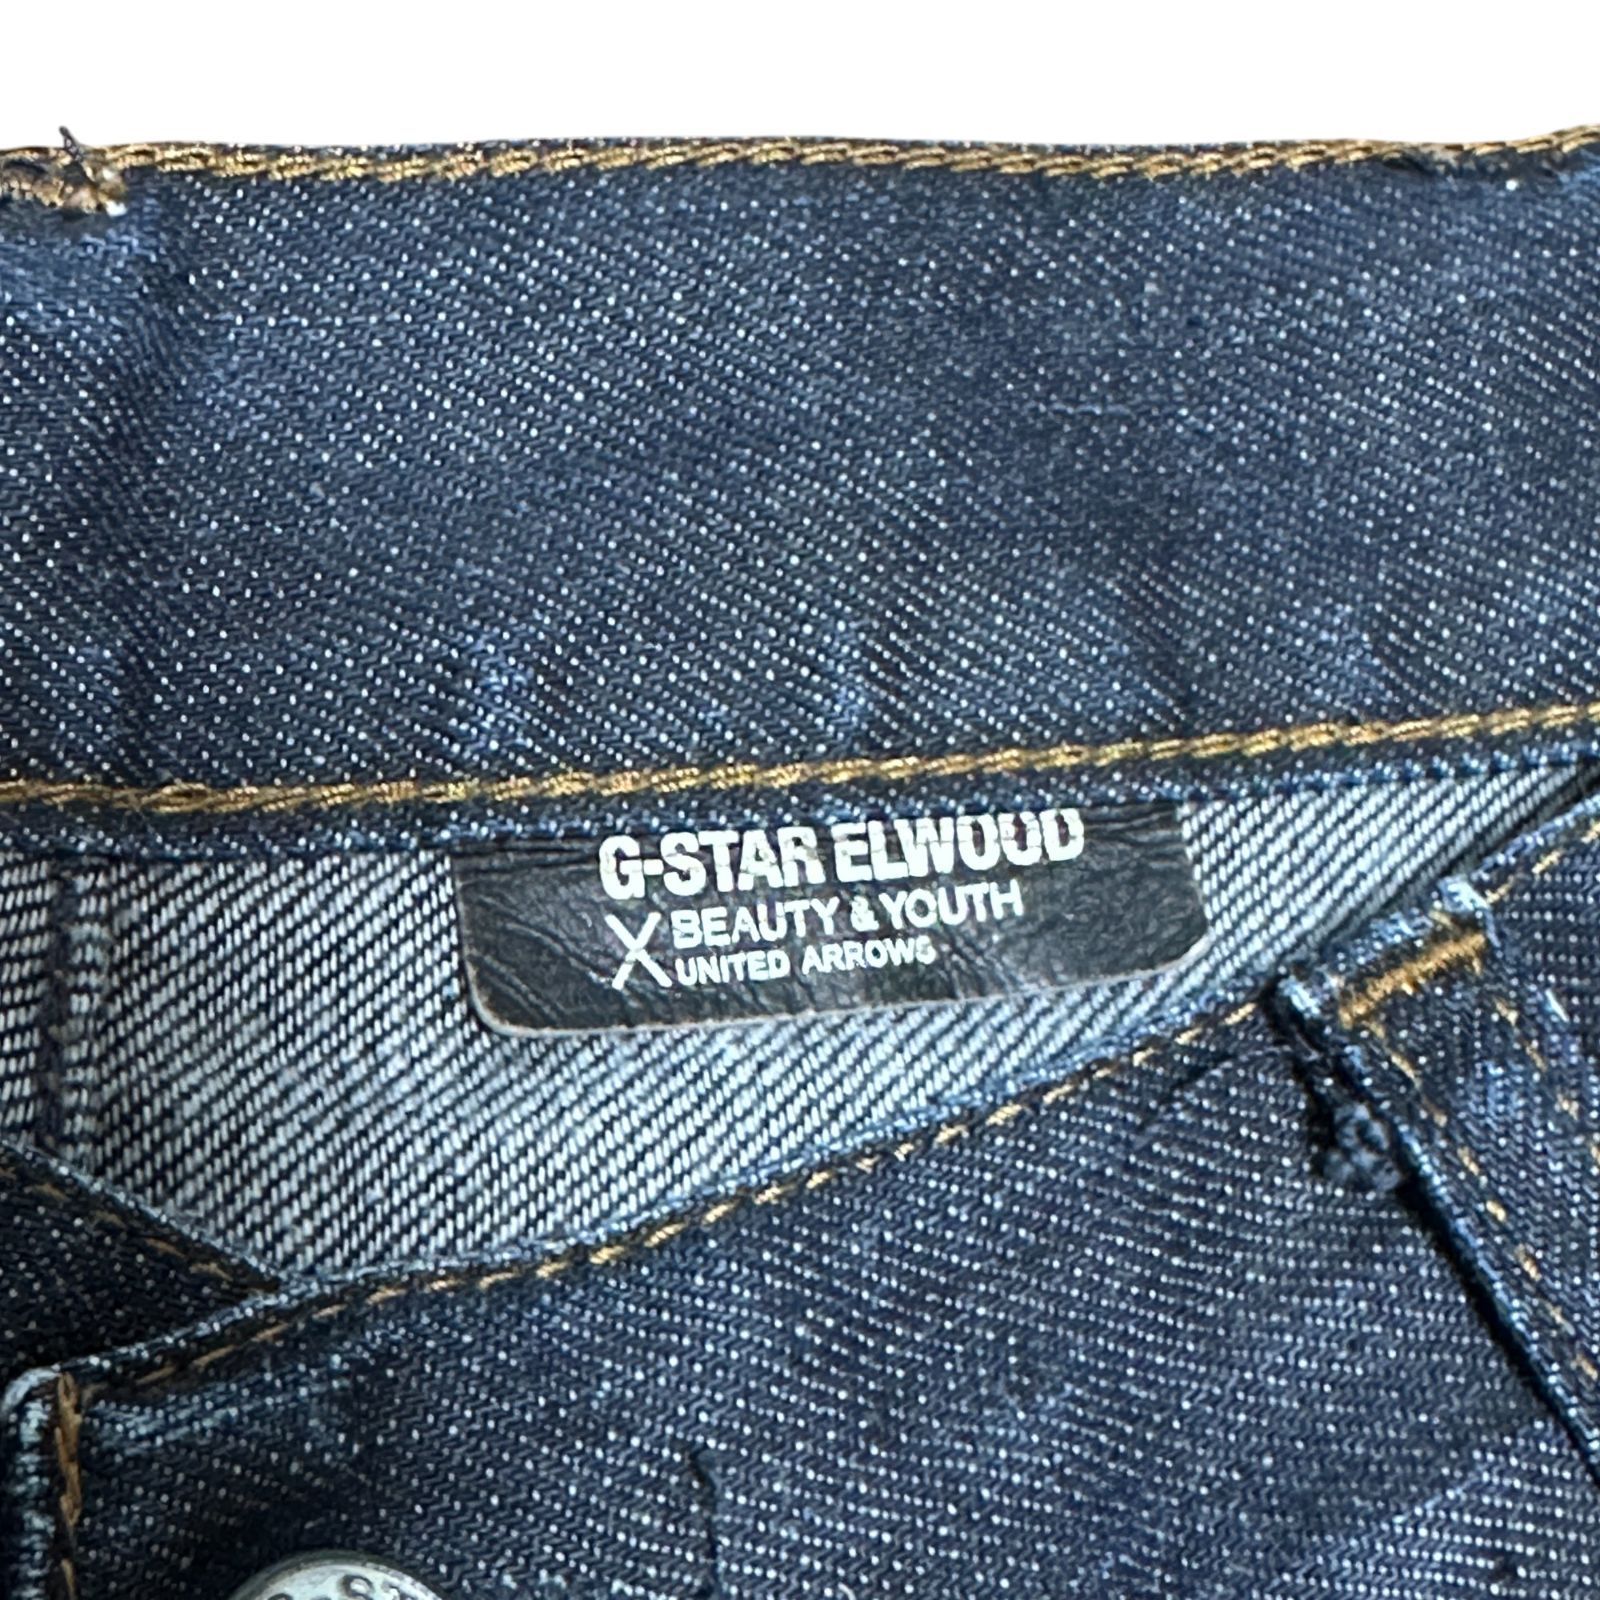 G-STAR ELWOOD
X BEAUTY & YOUTH
UNITED ARROWS